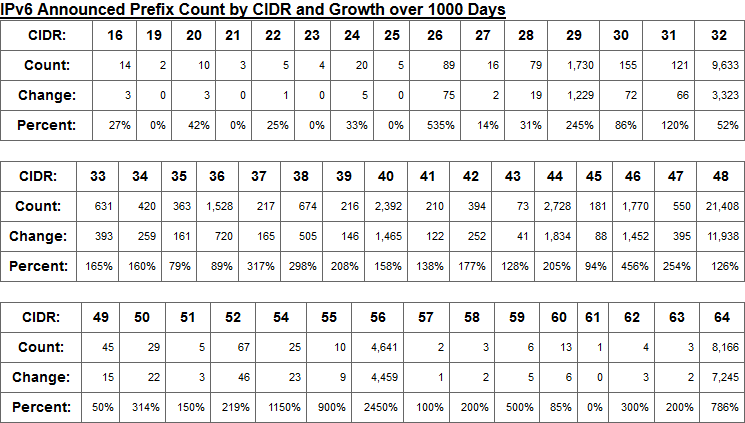 IPv6 Announced Prefix Count by CIDR and Growth over 1000 Days
CIDR: 16 19 20 21 22 23 24 25 26 27 28 29 30 31 32
Count: 14 2 10 3 5 4 20 5 89 16 79 1,730 155 121 9,633
Change: 3 0 3 0 1 0 5 0 75 2 19 1,229 72 66 3,323
Percent: 27% 0% 42% 0% 25% 0% 33% 0% 535% 14% 31% 245% 86% 120% 52%
CIDR: 33 34 35 36 37 38 39 40 41 42 43 44 45 46 47 48
Count: 631 420 363 1,528 217 674 216 2,392 210 394 73 2,728 181 1,770 550 21,408
Change: 393 259 161 720 165 505 146 1,465 122 252 41 1,834 88 1,452 395 11,938
Percent: 165% 160% 79% 89% 317% 298% 208% 158% 138% 177% 128% 205% 94% 456% 254% 126%
CIDR: 49 50 51 52 54 55 56 57 58 59 60 61 62 63 64
Count: 45 29 5 67 25 10 4,641 2 3 6 13 1 4 3 8,166
Change: 15 22 3 46 23 9 4,459 1 2 5 6 0 3 2 7,245
Percent: 50% 314% 150% 219% 1150% 900% 2450% 100% 200% 500% 85% 0% 300% 200% 786%